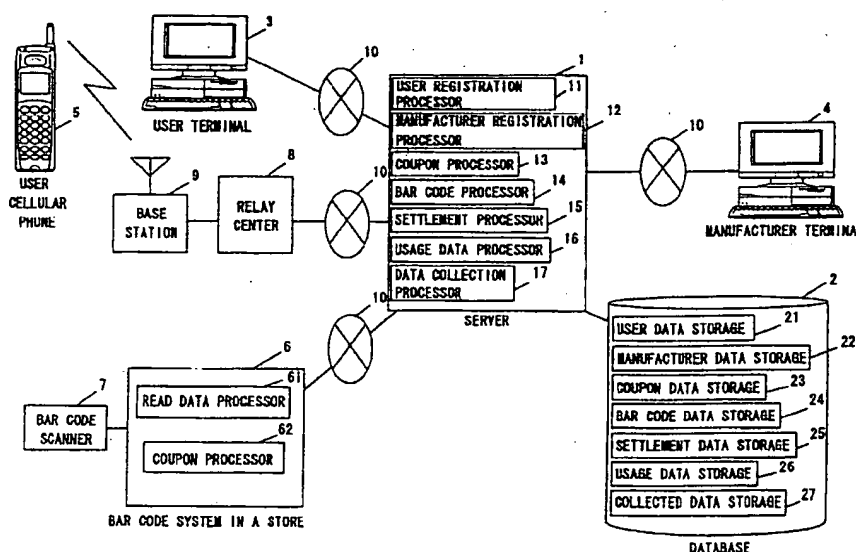 3
10
1
USER REGISTRATION
PROCESSOR
11
12
MANUFACTURER REGISTRATION
PROCESSOR
COUPON PROCESSOR
13
BAR CODE PROCESSOR
14
SETTLEMENT PROCESSOR
15
USAGE DATA PROCESSOR
16
DATA COLLECTION
PROCESSOR
17
SERVER
5
USER
CELLULAR
PHONE
USER TERMINAL
9
BASE
STATION
8
RELAY
CENTER
10
10
4
MANUFACTURER TERMINA
10
6
7
BAR CODE
SCANNER
61
READ DATA PROCESSOR
62
COUPON PROCESSOR
BAR CODE SYSTEM IN A STORE
2
USER DATA STORAGE
21
22
MANUFACTURER DATA STORAGE
COUPON DATA STORAGE
23
BAR CODE DATA STORAGE
24
SETTLEMENT DATA STORAGE
25
USAGE DATA STORAGE
26
COLLECTED DATA STORAGE
27
DATABASE